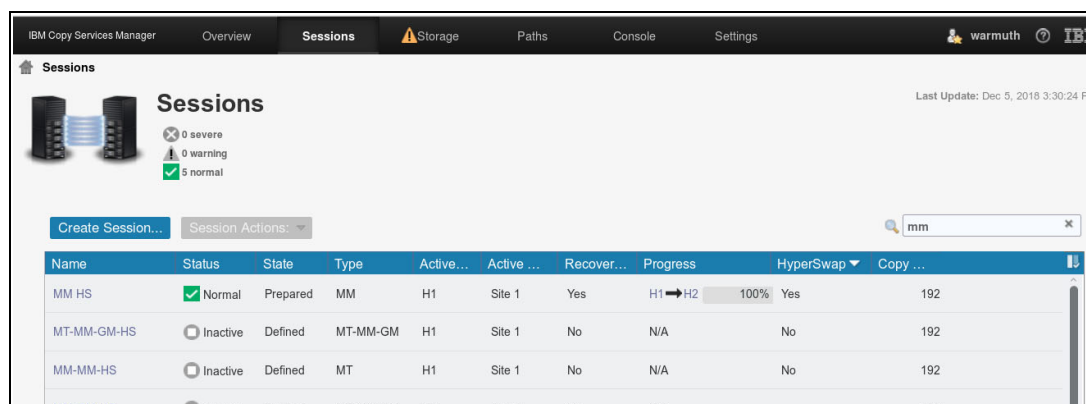 IBM Copy Services Manager Overview Sessions Storage Paths Console Settings warmuth
Sessions
Sessions
Last Update: Dec 5, 2018 3:30:24
0 severe
0 warning
5 normal
Create Session... Session Actions: mm
Name Status State Type Active... Active ... Recover... Progress HyperSwap Copy ...
MM HS Normal Prepared MM H1 Site 1 Yes H1 H2 100% Yes 192
MT-MM-GM-HS Inactive Defined MT-MM-GM H1 Site 1 No N/A No 192
MM-MM-HS Inactive Defined MT H1 Site 1 No N/A No 192